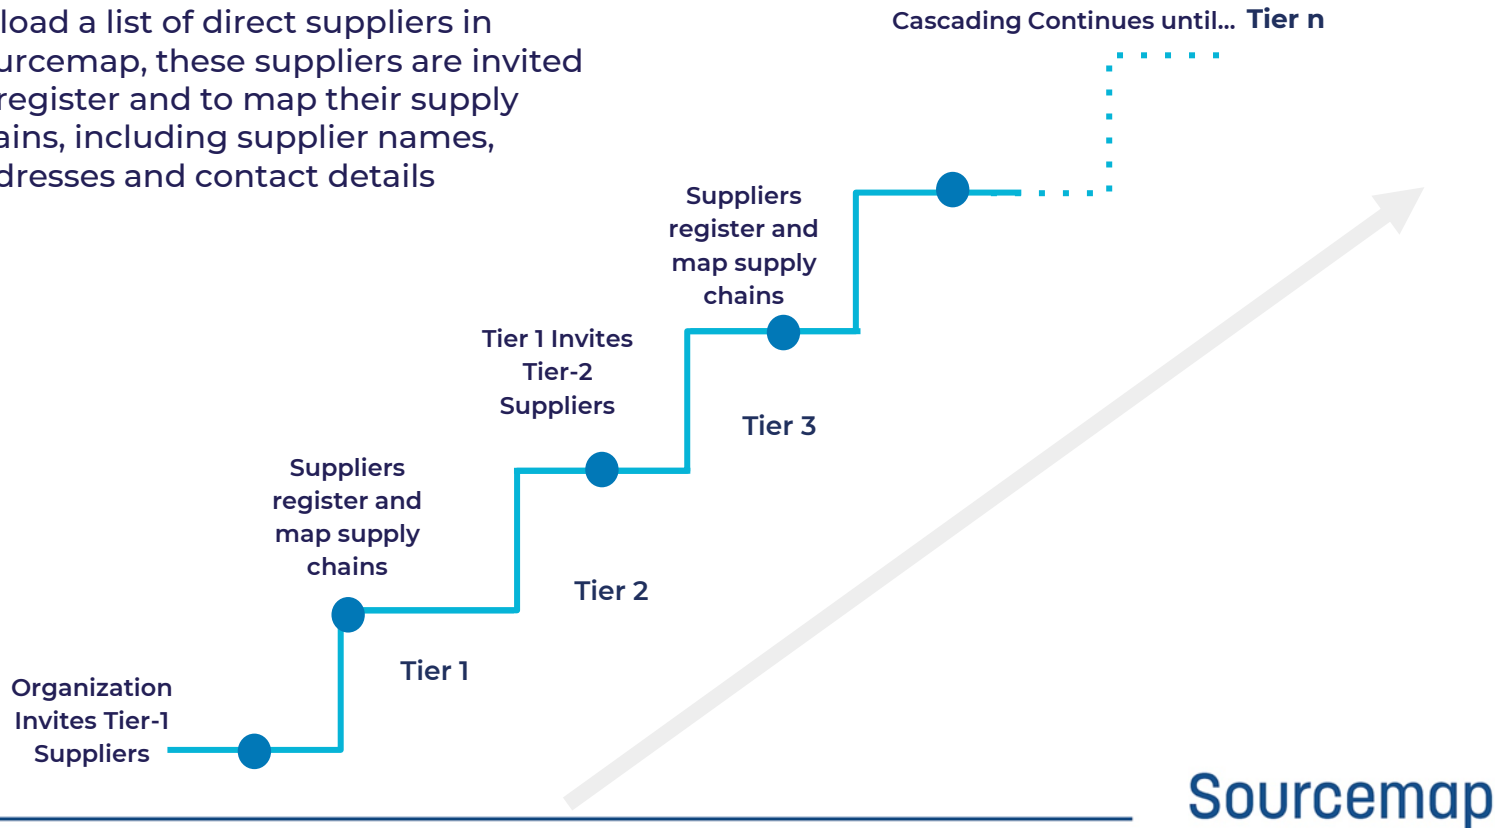 load a list of direct suppliers in
urcemap, these suppliers are invited
register and to map their supply
ains, including supplier names,
dresses and contact details
Cascading Continues until... Tier n
Suppliers
register and
map supply
chains
Tier 1 Invites
Tier-2
Suppliers
Tier 3
Suppliers
register and
map supply
chains
Tier 2
Tier 1
Organization
Invites Tier-1
Suppliers
Sourcemap